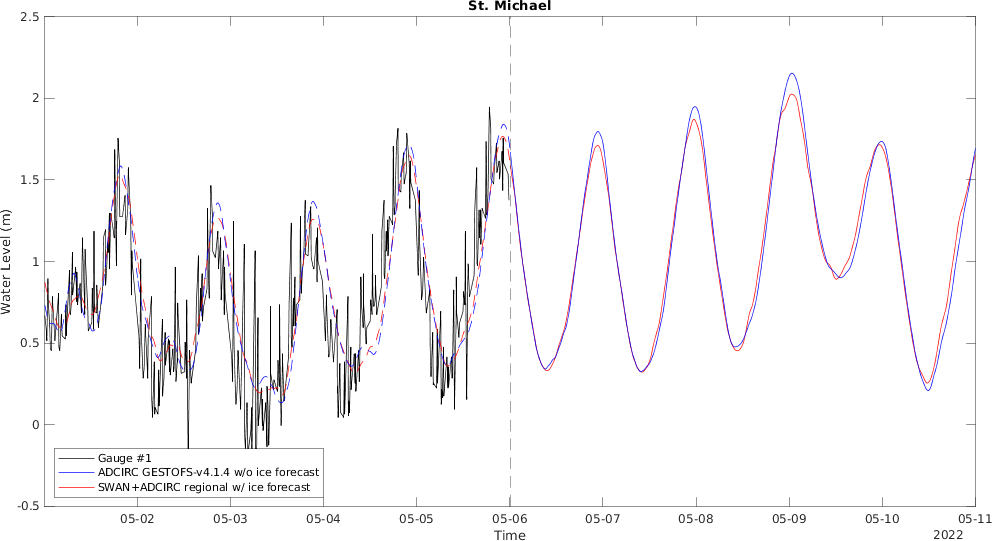 St. Michael
2.5
2
1.5
1
0.5
0
-0.5
Water Level (m)
Gauge #1
ADCIRC GESTOFS-v4.1.4 w/o ice forecast
SWAN+ADCIRC regional w/ ice forecast
05-02 05-03 05-04 05-05 05-06 05-07 05-08 05-09 05-10 05-11
Time
2022